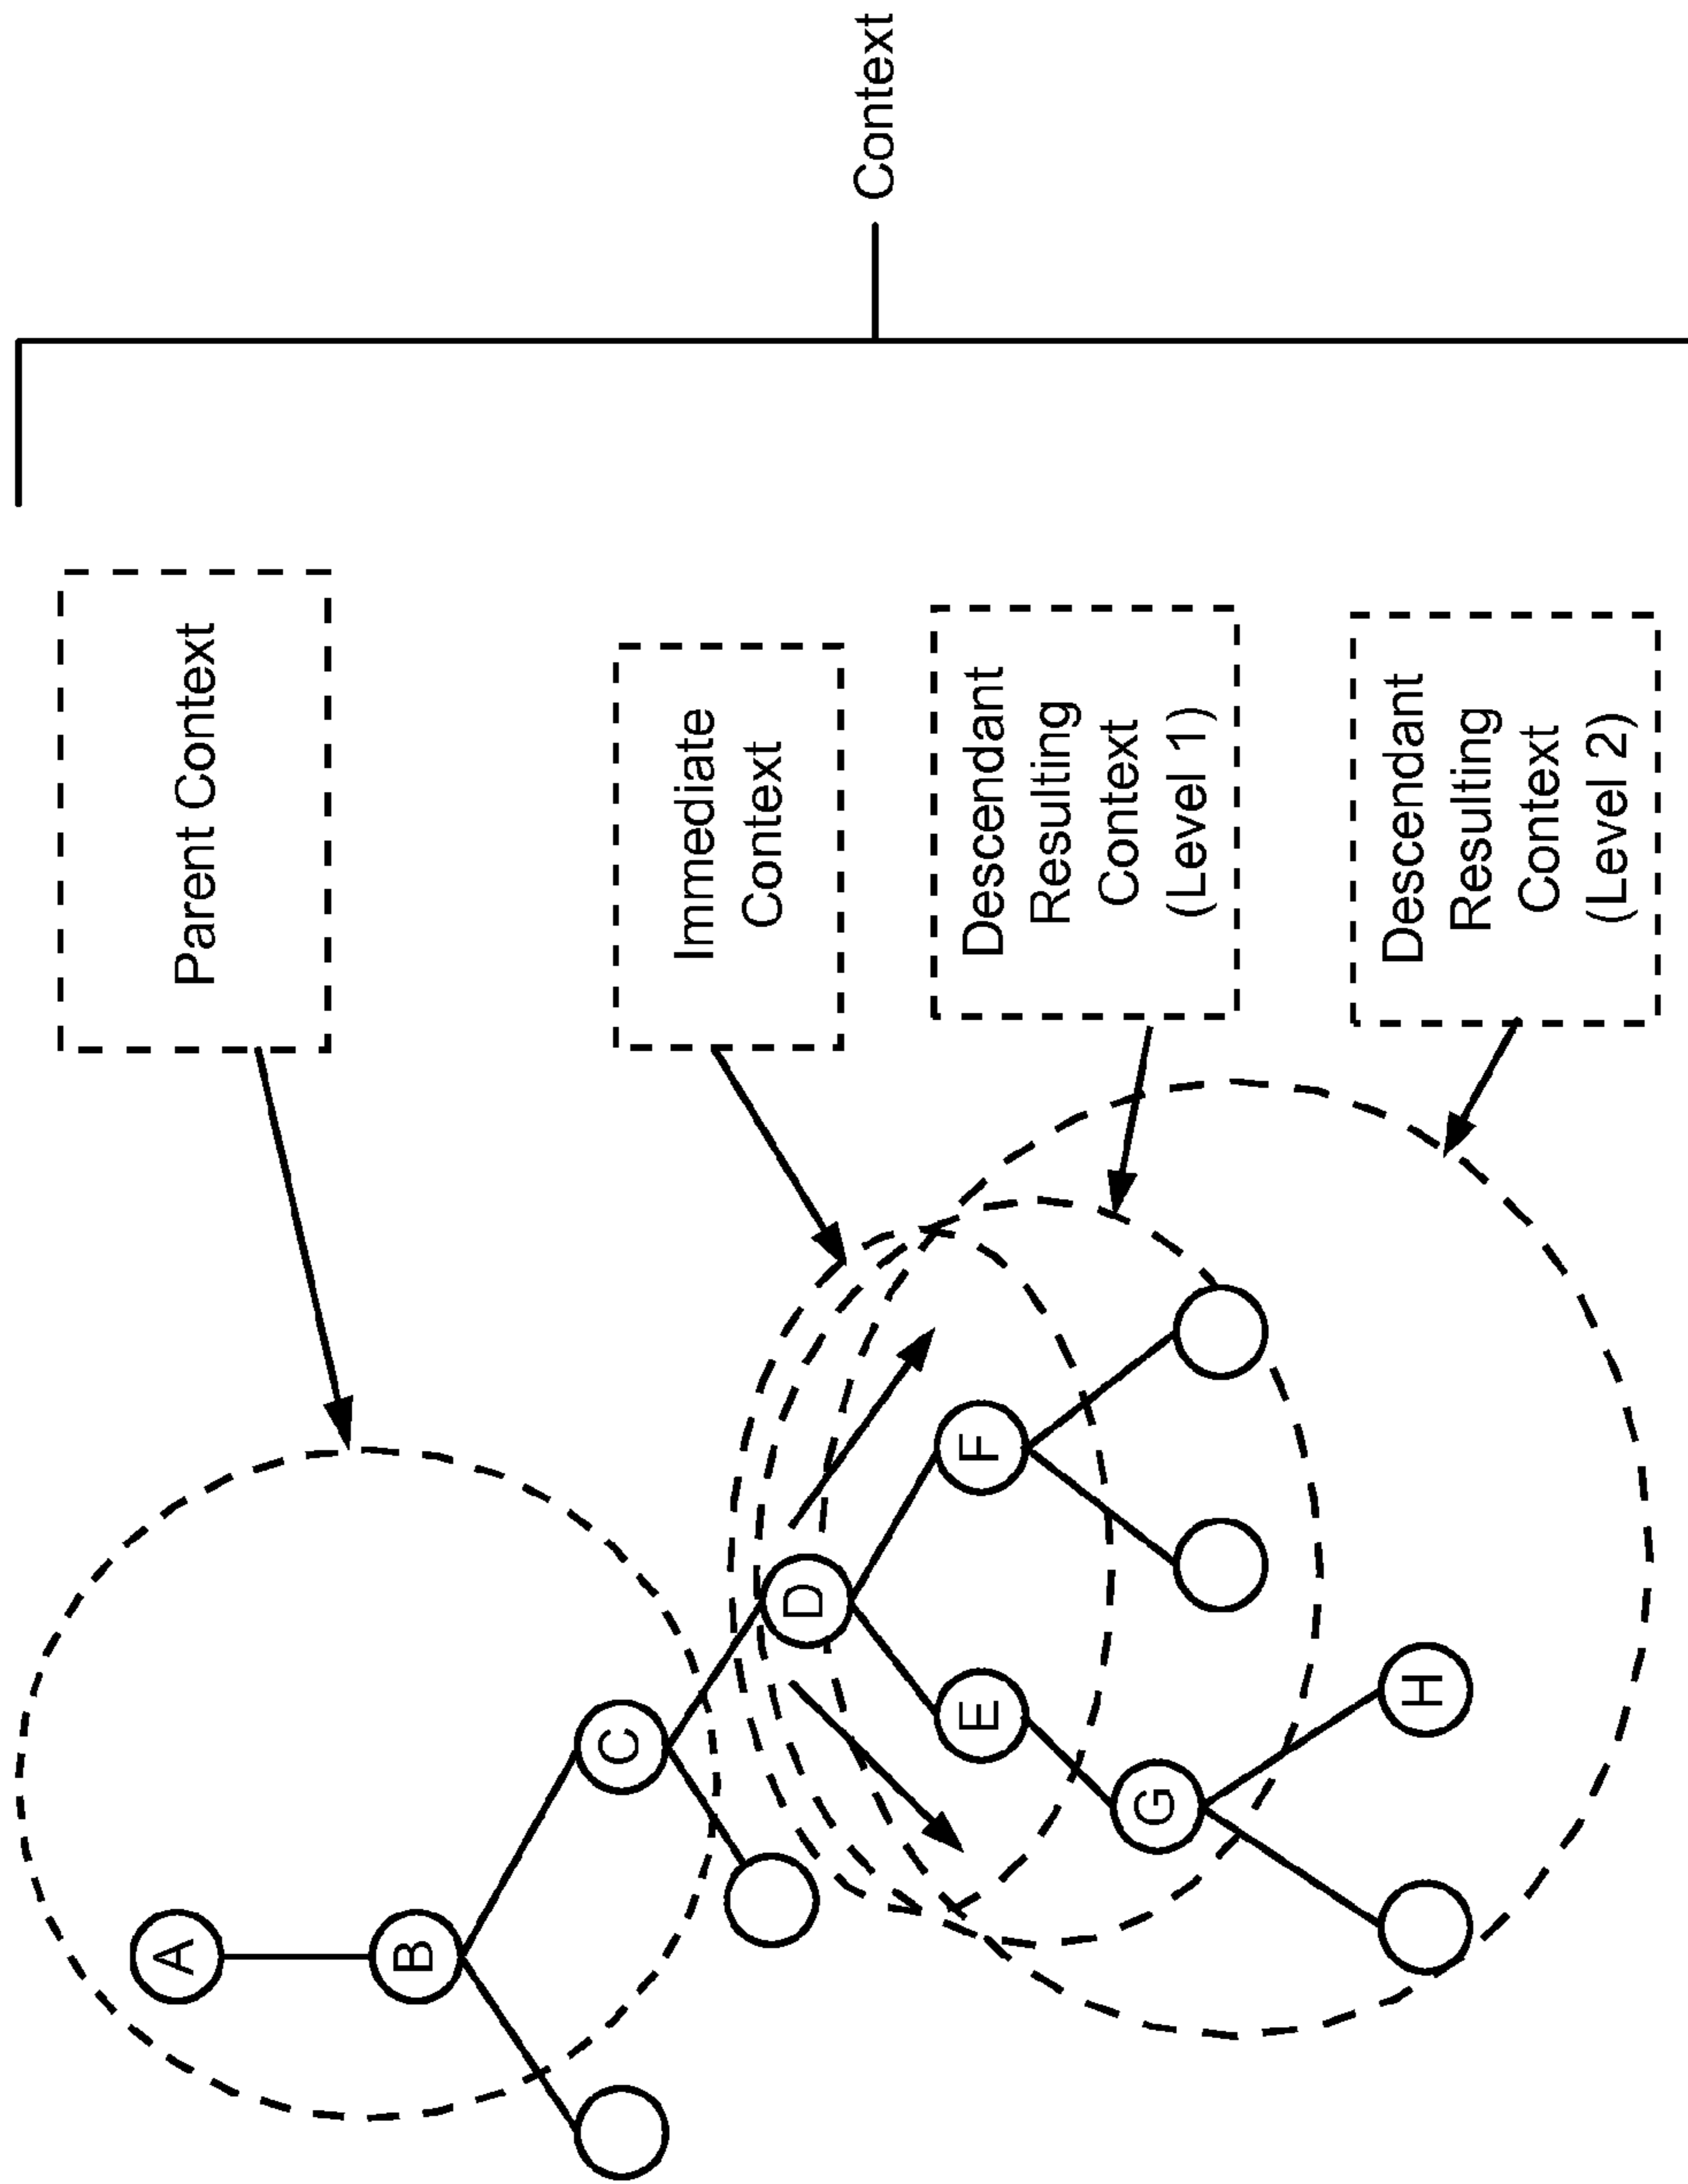 A
B
C
D
E
F
G
H
Parent Context
Immediate
Context
Descendant
Resulting
Context
(Level 1)
Descendant
Resulting
Context
(Level 2)
Context